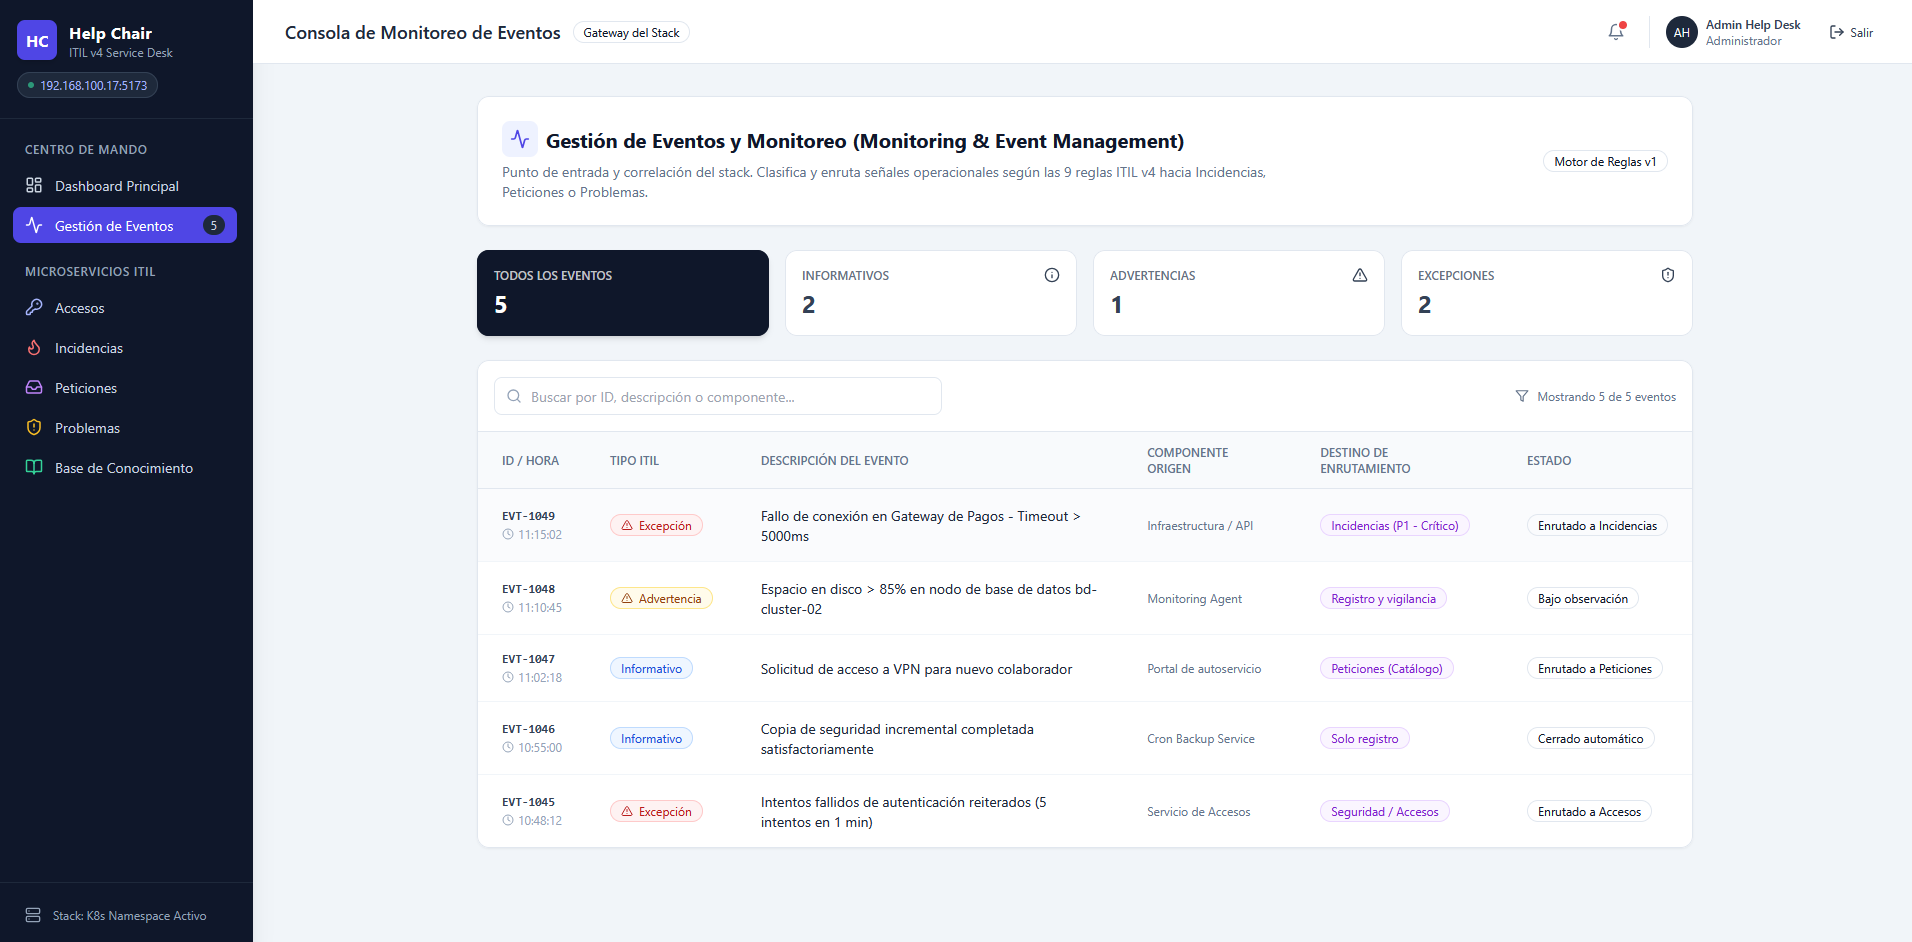 HC
Help Chair
ITIL v4 Service Desk
192.168.100.17:5173
CENTRO DE MANDO
Dashboard Principal
Gestión de Eventos 5
MICROSERVICIOS ITIL
Accesos
Incidencias
Peticiones
Problemas
Base de Conocimiento
Stack: K8s Namespace Activo
Consola de Monitoreo de Eventos
Gateway del Stack
AH
Admin Help Desk
Administrador
Salir
Gestión de Eventos y Monitoreo (Monitoring & Event Management)
Punto de entrada y correlación del stack. Clasifica y enruta señales operacionales según las 9 reglas ITIL v4 hacia Incidencias,
Peticiones o Problemas.
Motor de Reglas v1
TODOS LOS EVENTOS
5
INFORMATIVOS
2
ADVERTENCIAS
1
EXCEPCIONES
2
Buscar por ID, descripción o componente...
Mostrando 5 de 5 eventos
ID / HORA
TIPO ITIL
DESCRIPCIÓN DEL EVENTO
COMPONENTE
ORIGEN
DESTINO DE
ENRUTAMIENTO
ESTADO
EVT-1049
11:15:02
Excepción
Fallo de conexión en Gateway de Pagos - Timeout >
5000ms
Infraestructura / API
Incidencias (P1 - Crítico)
Enrutado a Incidencias
EVT-1048
11:10:45
Advertencia
Espacio en disco > 85% en nodo de base de datos bd-
cluster-02
Monitoring Agent
Registro y vigilancia
Bajo observación
EVT-1047
11:02:18
Informativo
Solicitud de acceso a VPN para nuevo colaborador
Portal de autoservicio
Peticiones (Catálogo)
Enrutado a Peticiones
EVT-1046
10:55:00
Informativo
Copia de seguridad incremental completada
satisfactoriamente
Cron Backup Service
Solo registro
Cerrado automático
EVT-1045
10:48:12
Excepción
Intentos fallidos de autenticación reiterados (5
intentos en 1 min)
Servicio de Accesos
Seguridad / Accesos
Enrutado a Accesos